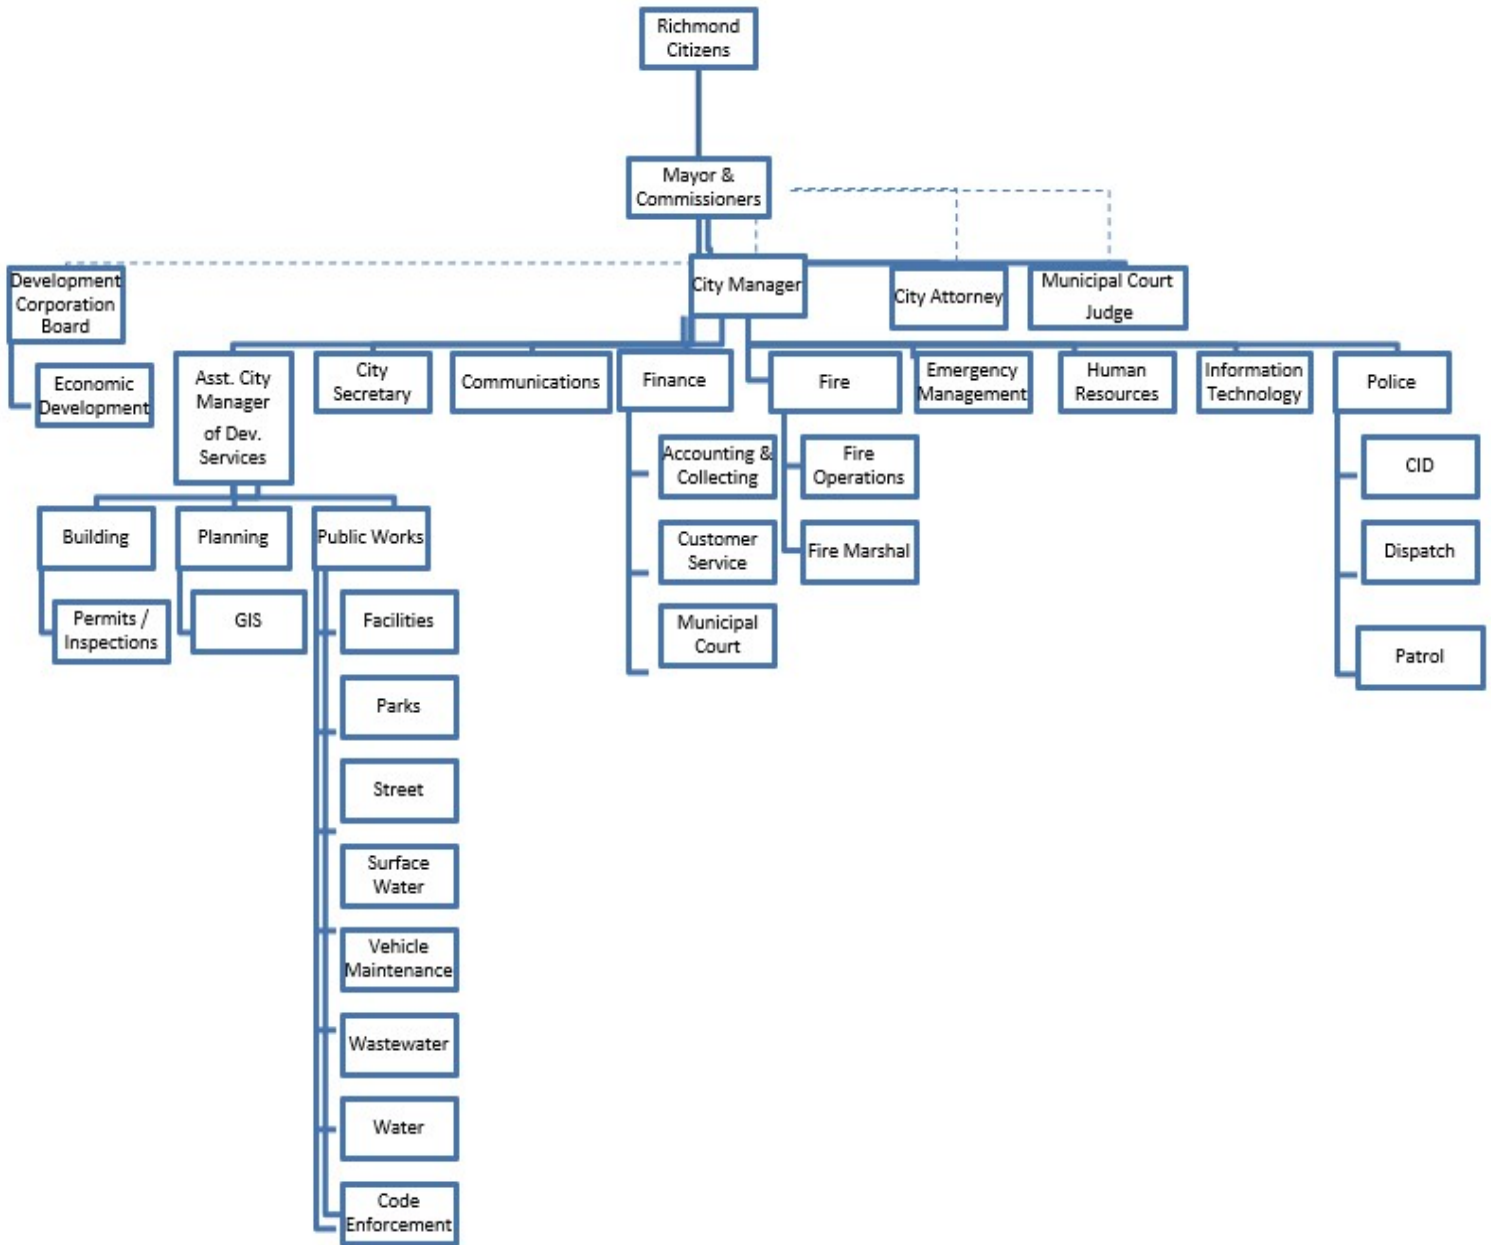 Richmond
Citizens
Mayor &
Commissioners
Development
Corporation
Board
City Manager
City Attorney
Municipal Court
Judge
Economic
Development
Asst. City
Manager
of Dev.
Services
City
Secretary
Communications
Finance
Fire
Emergency
Management
Human
Resources
Information
Technology
Police
Accounting &
Collecting
Customer
Service
Municipal
Court
Fire
Operations
Fire Marshal
CID
Dispatch
Patrol
Building
Planning
Public Works
Permits /
Inspections
GIS
Facilities
Parks
Street
Surface
Water
Vehicle
Maintenance
Wastewater
Water
Code
Enforcement